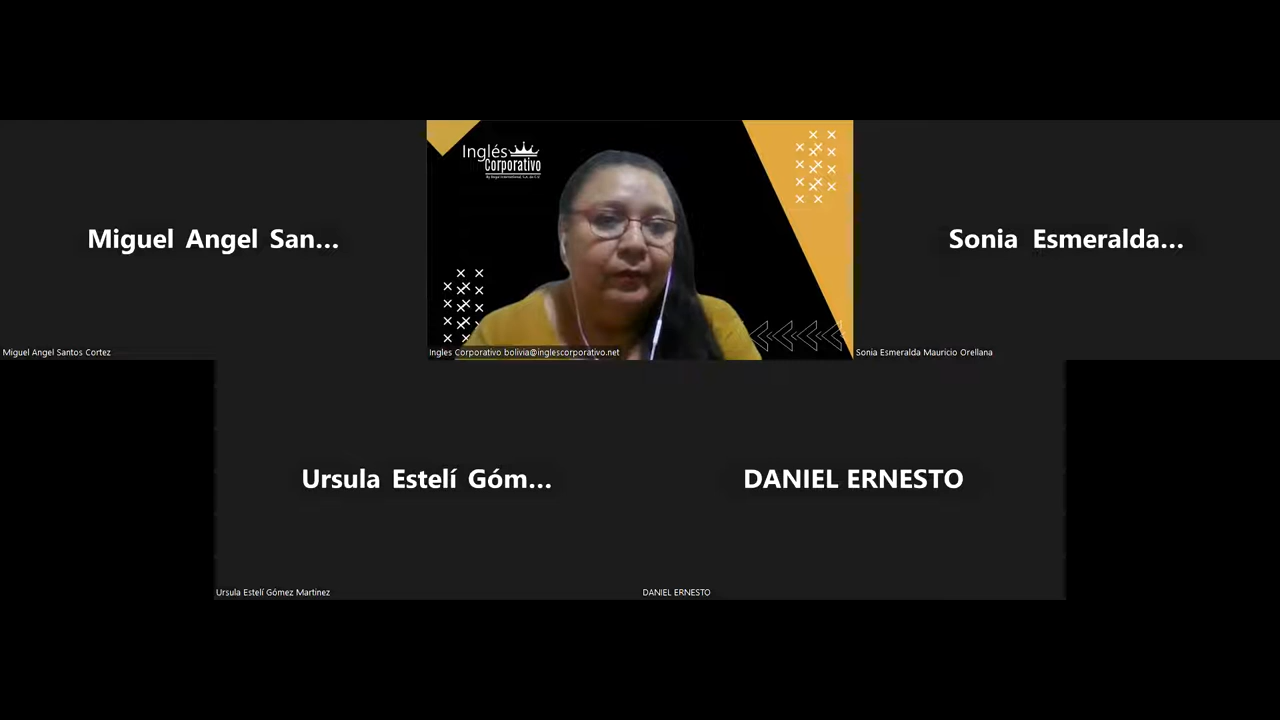 Miguel Angel San...
Miguel Angel Santos Cortez
Inglés
Corporativo
Ingles Corporativo bolivia@inglescorporativo.net
Sonia Esmeralda...
Sonia Esmeralda Mauricio Orellana
Ursula Estelí Góm...
Ursula Estelí Gómez Martinez
DANIEL ERNESTO
DANIEL ERNESTO